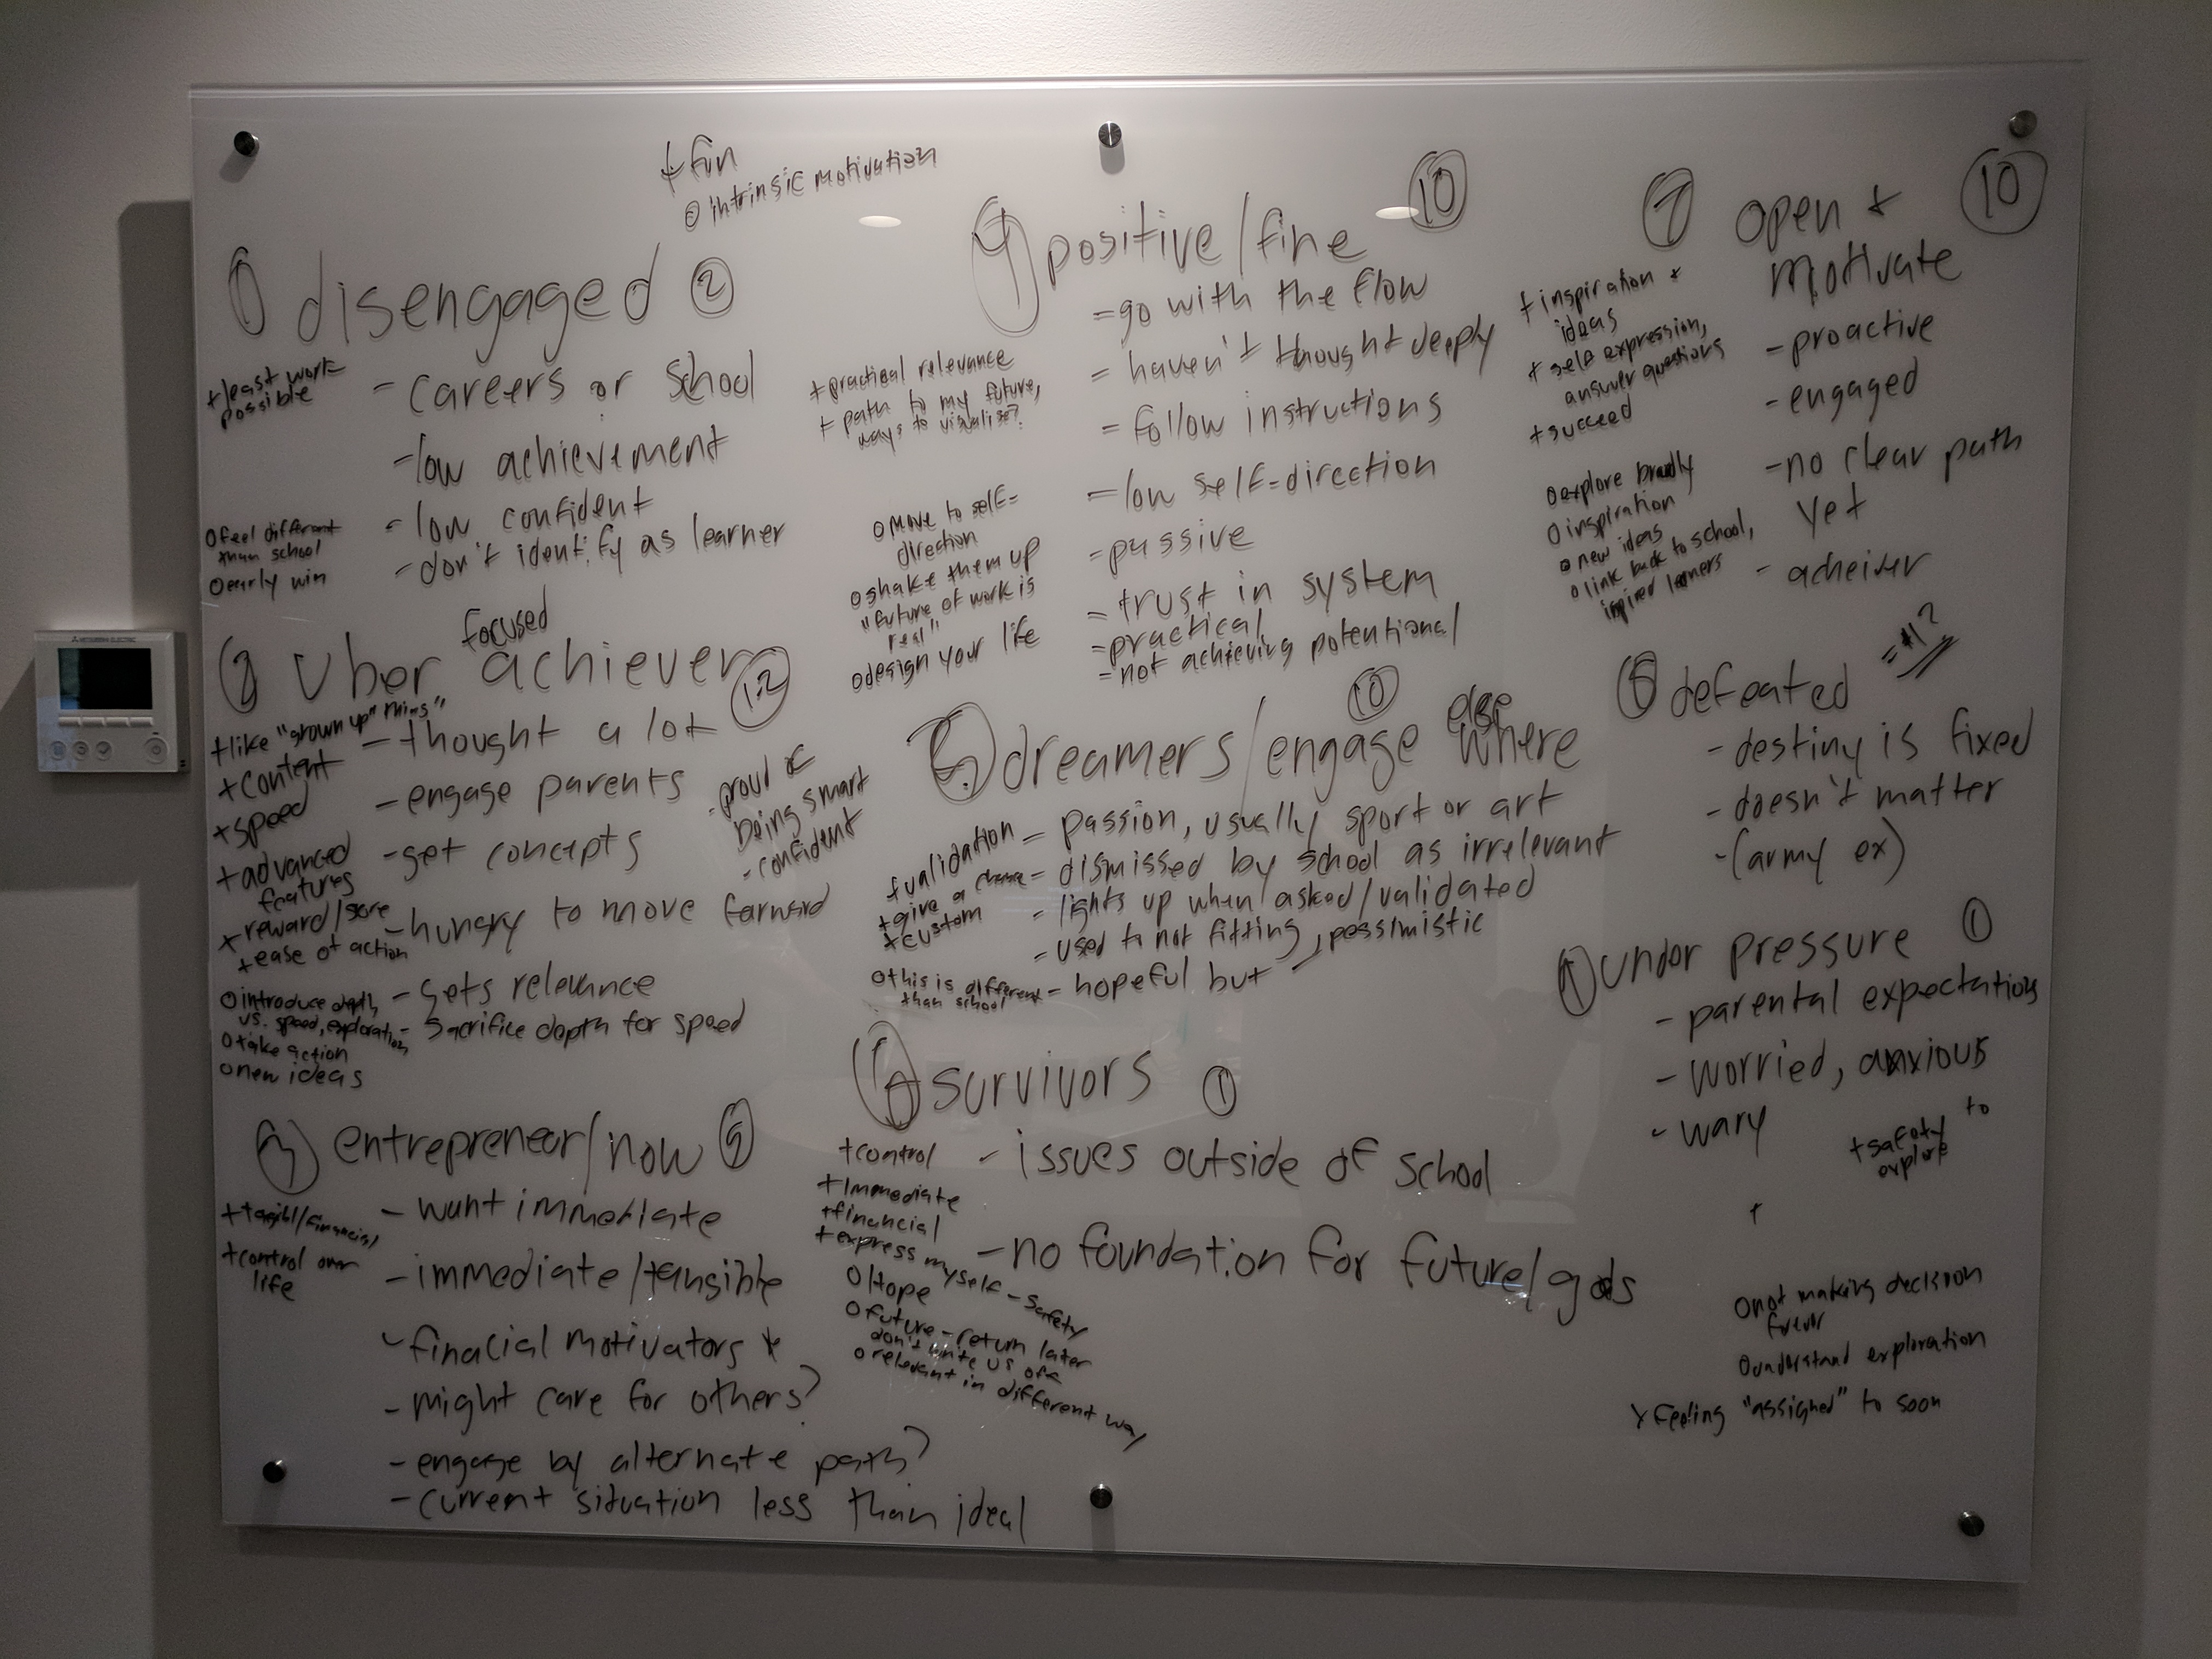 +fun
o intrinsic motivation
1 disengaged 2
+least work
possible
- careers or school
-low achievement
- low confident
- don't identify as learner
o feel different
than school
o early win
2 Uber focused achiever 12
+like "grown up" things"
+content
+speed
+advanced
features
+reward/score
+ease of action
- thought a lot
- engage parents
- get concepts
- hungry to move forward
- gets relevance
- sacrifice depth for speed
- proud of
being smart
- confident
o introduce depth
vs. speed, exploration
o take action
o new ideas
3 entrepreneur/now 5
+tangibl/financial
+control over
life
- want immediate
- immediate/tangible
- finacial motivators *
- might care for others?
- engage by alternate path?
- current situation less than ideal
4 positive/fine 10
- go with the flow
- haven't thought deeply
- follow instructions
- low self-direction
- passive
- trust in system
- practical
- not achieving potentional
+practical relevance
+ path to my future,
ways to visualise?
o move to self-
direction
o shake them up
"future of work is
real"
o design your life
5 dreamers/engage else where 10
- passion, usually sport or art
- dismissed by school as irrelevant
- lights up when asked/validated
- used to not fitting, pessimistic
- hopeful but
+validation
+give a chance
+custom
o this is different
than school
6 survivors 1
- issues outside of school
- no foundation for future/goals
+control
+Immediate
+financial
+express myself - safety
o Hope
o future - return later
don't write us off
o relevant in different way
7 open + motivate 10
- proactive
- engaged
- no clear path
yet
- acheiver
+inspiration +
ideas
+ self expression,
answer questions
+succeed
o explore broadly
o inspiration
o new ideas
o link back to school,
inspired learners
8 defeated =#1?
- destiny is fixed
- doesn't matter
- (army ex)
under pressure 1
- parental expectations
- worried, anxious
- wary
+safety to
explore
+
o not making decision
forever
o understand exploration
x feeling "assigned" to soon
MITSUBISHI ELECTRIC